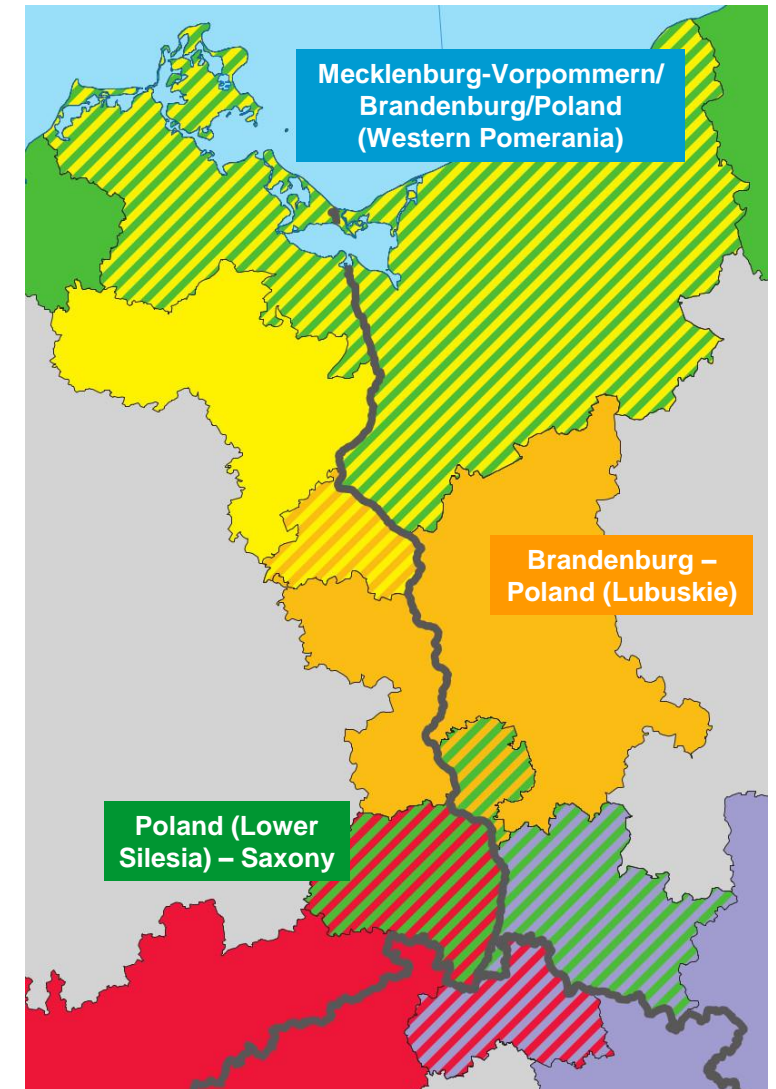 Mecklenburg-Vorpommern/
Brandenburg/Poland
(Western Pomerania)
Brandenburg –
Poland (Lubuskie)
Poland (Lower
Silesia) – Saxony